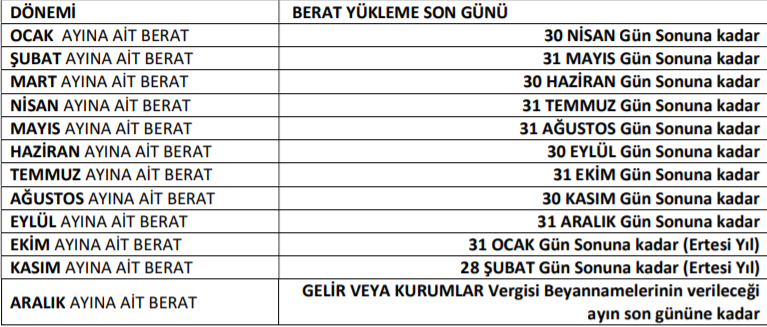 DÖNEMİ BERAT YÜKLEME SON GÜNÜ
OCAK AYINA AİT BERAT 30 NİSAN Gün Sonuna kadar
ŞUBAT AYINA AİT BERAT 31 MAYIS Gün Sonuna kadar
MART AYINA AİT BERAT 30 HAZİRAN Gün Sonuna kadar
NİSAN AYINA AİT BERAT 31 TEMMUZ Gün Sonuna kadar
MAYIS AYINA AİT BERAT 31 AĞUSTOS Gün Sonuna kadar
HAZİRAN AYINA AİT BERAT 30 EYLÜL Gün Sonuna kadar
TEMMUZ AYINA AİT BERAT 31 EKİM Gün Sonuna kadar
AĞUSTOS AYINA AİT BERAT 30 KASIM Gün Sonuna kadar
EYLÜL AYINA AİT BERAT 31 ARALIK Gün Sonuna kadar
EKİM AYINA AİT BERAT 31 OCAK Gün Sonuna kadar (Ertesi Yıl)
KASIM AYINA AİT BERAT 28 ŞUBAT Gün Sonuna kadar (Ertesi Yıl)
ARALIK AYINA AİT BERAT GELİR VEYA KURUMLAR Vergisi Beyannamelerinin verileceği
ayın son gününe kadar